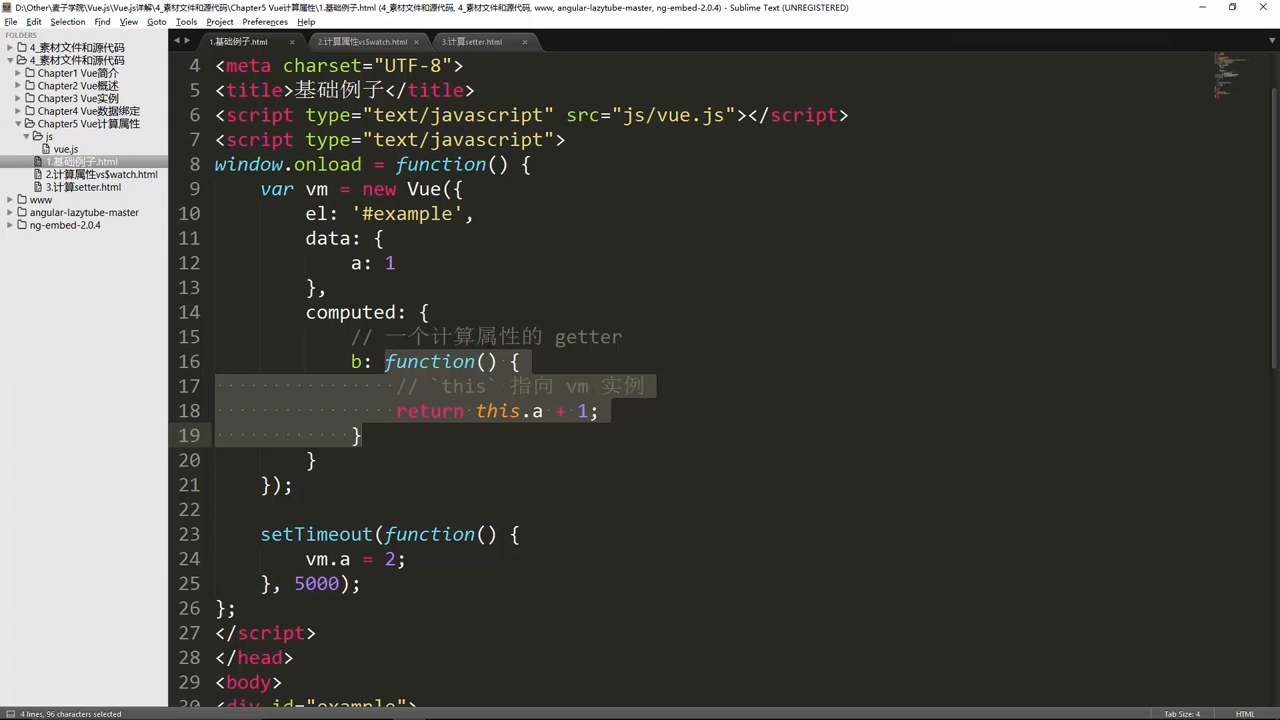 D:\Other\麦子学院\Vue.js\Vue.js详解\4_素材文件和源代码\Chapter5 Vue计算属性\1.基础例子.html (4_素材文件和源代码, 4_素材文件和源代码, www, angular-lazytube-master, ng-embed-2.0.4) - Sublime Text (UNREGISTERED)
File Edit Selection Find View Goto Tools Project Preferences Help
FOLDERS
4_素材文件和源代码
4_素材文件和源代码
Chapter1 Vue简介
Chapter2 Vue概述
Chapter3 Vue实例
Chapter4 Vue数据绑定
Chapter5 Vue计算属性
js
vue.js
1.基础例子.html
2.计算属性vs$watch.html
3.计算setter.html
www
angular-lazytube-master
ng-embed-2.0.4
1.基础例子.html × 2.计算属性vs$watch.html × 3.计算setter.html ×
4 <meta charset="UTF-8">
5 <title>基础例子</title>
6 <script type="text/javascript" src="js/vue.js"></script>
7 <script type="text/javascript">
8 window.onload = function() {
9 var vm = new Vue({
10 el: '#example',
11 data: {
12 a: 1
13 },
14 computed: {
15 // 一个计算属性的 getter
16 b: function() {
17 // `this` 指向 vm 实例
18 return this.a + 1;
19 }
20 }
21 });
22
23 setTimeout(function() {
24 vm.a = 2;
25 }, 5000);
26 };
27 </script>
28 </head>
29 <body>
30 <div id="example">
4 lines, 96 characters selected
Tab Size: 4
HTML